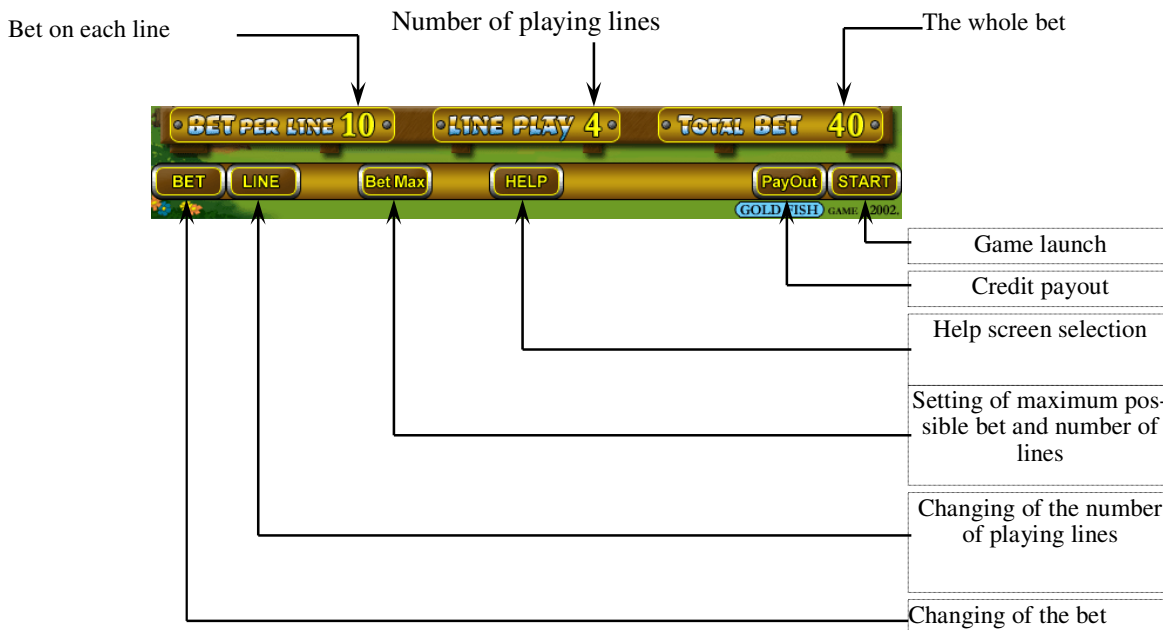 Bet on each line
Number of playing lines
The whole bet
BET PER LINE 10
LINE PLAY 4
TOTAL BET 40
BET
LINE
Bet Max
HELP
PayOut
START
GOLD FISH GAME 2002.
Game launch
Credit payout
Help screen selection
Setting of maximum pos-
sible bet and number of
lines
Changing of the number
of playing lines
Changing of the bet